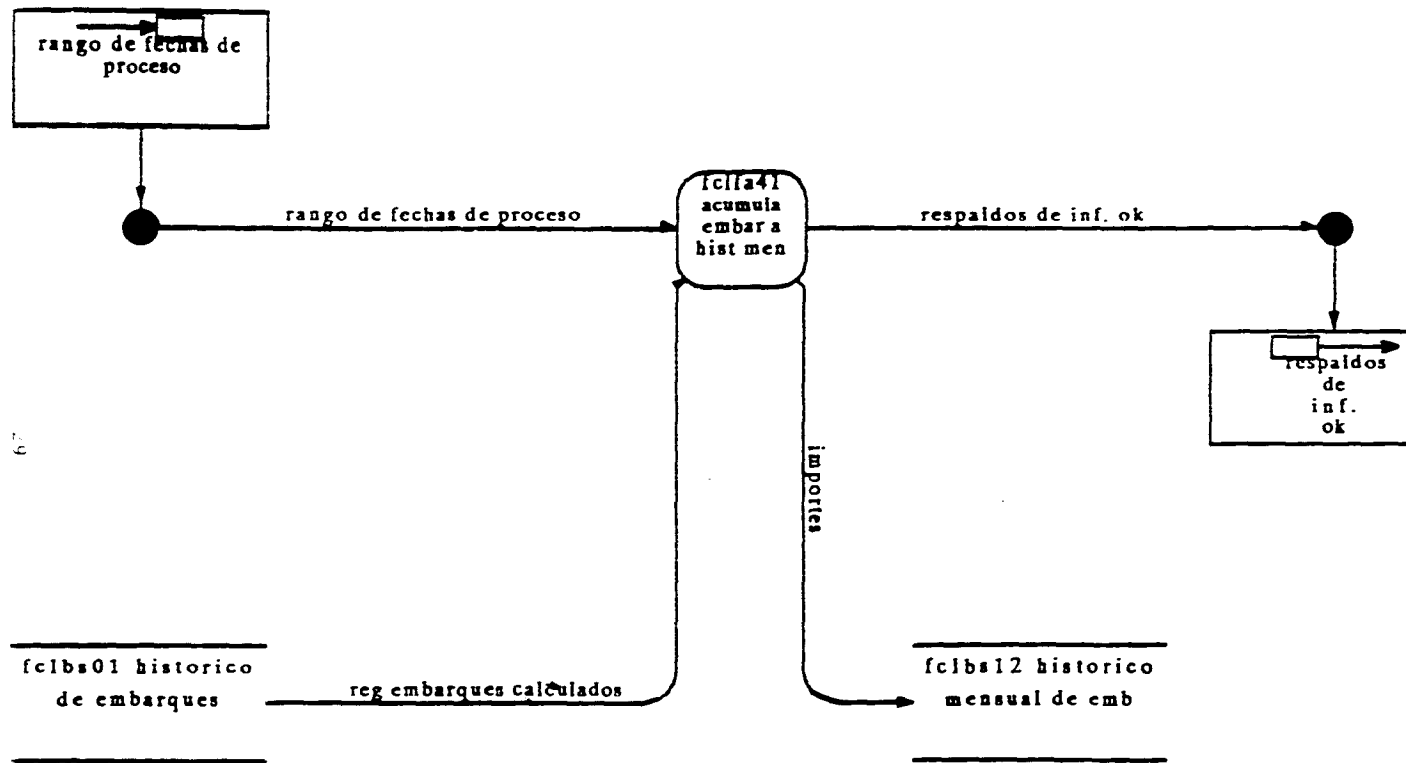 rango de fechas de
proceso
fclfa41
acumula
embar a
hist men
rango de fechas de proceso
respaldos de inf. ok
respaldos
de
inf.
ok
importes
fclbs01 historico
de embarques
reg embarques calculados
fclbs12 historico
mensual de emb